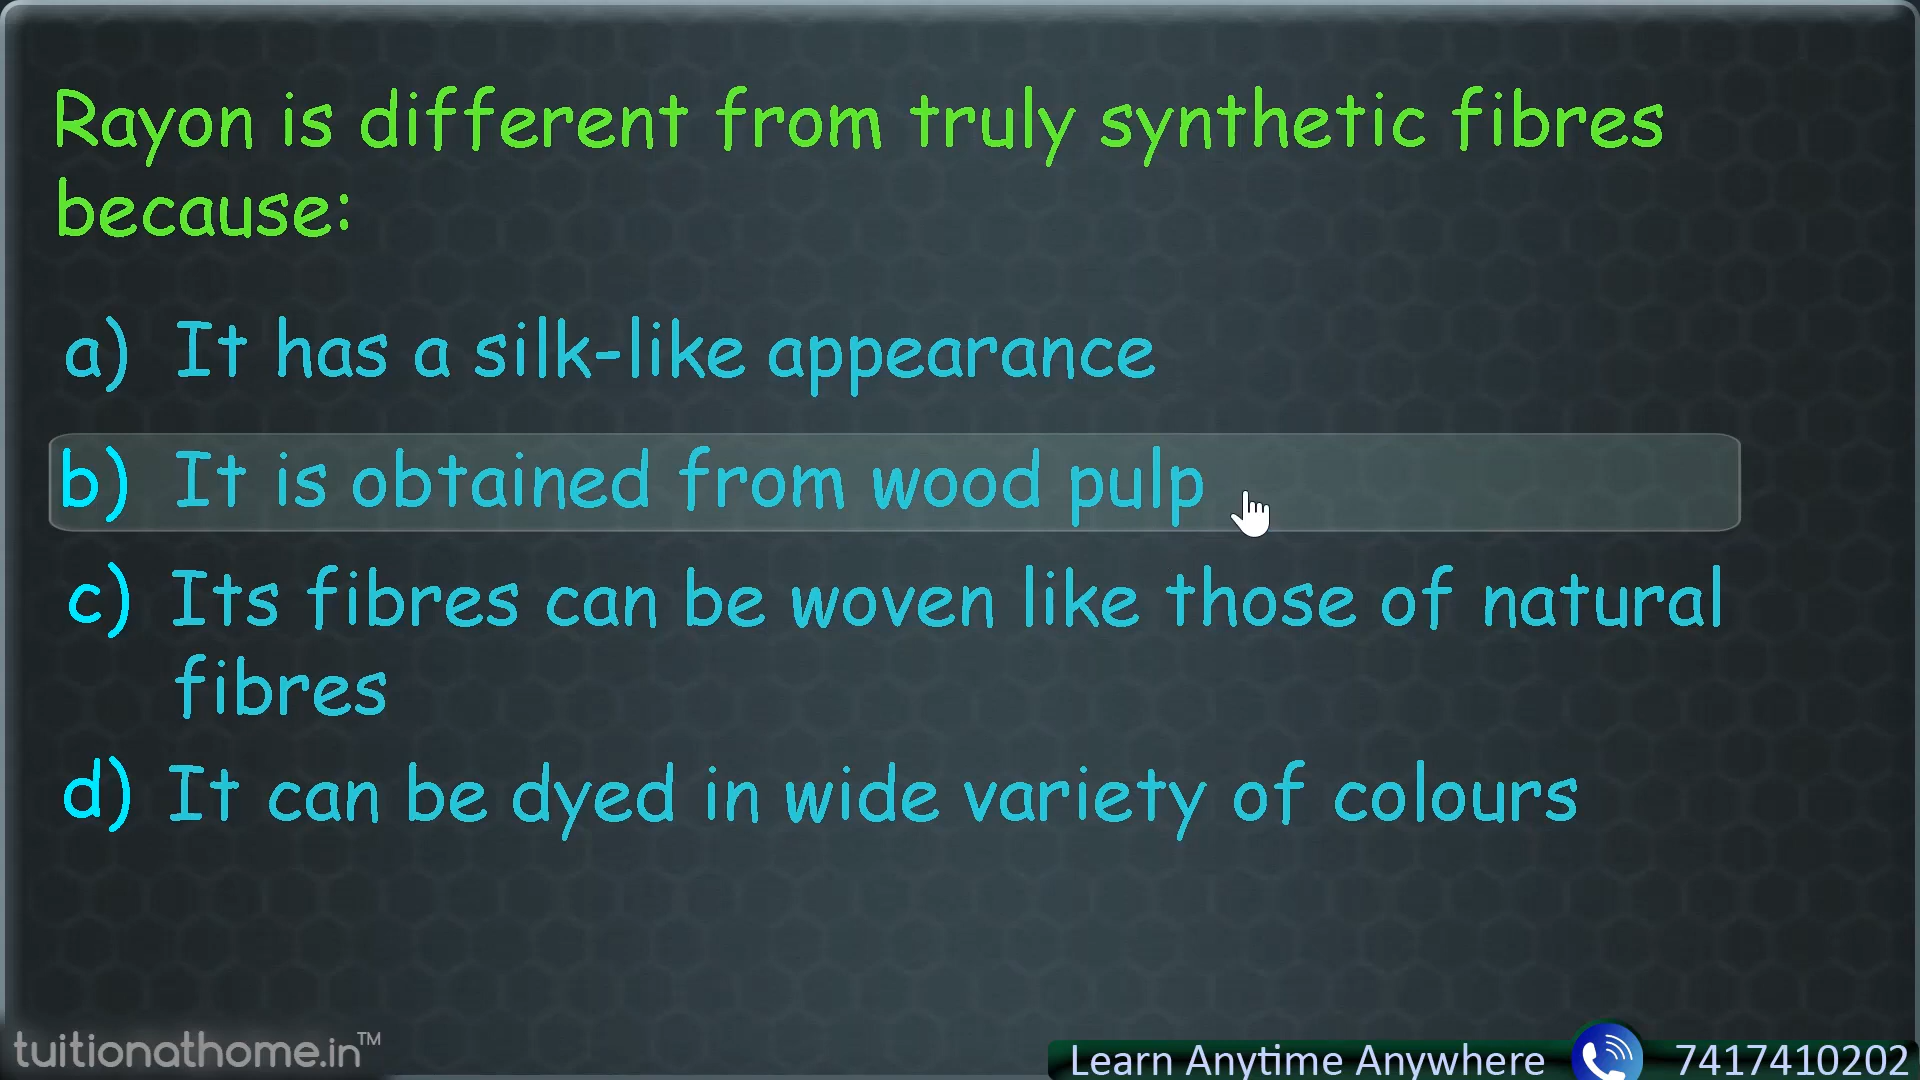 Rayon is different from truly synthetic fibres
because:
a) It has a silk-like appearance
b) It is obtained from wood pulp
c) Its fibres can be woven like those of natural
fibres
d) It can be dyed in wide variety of colours
tuitionathome.in™
Learn Anytime Anywhere 7417410202